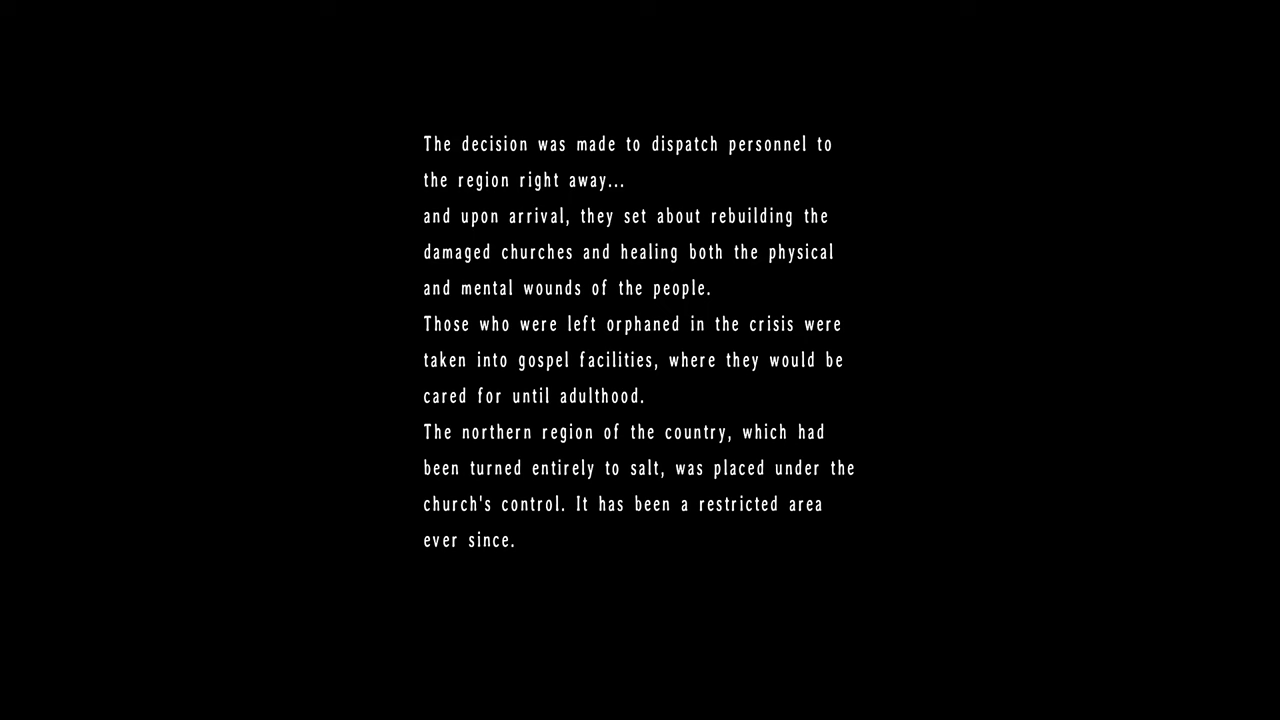 The decision was made to dispatch personnel to
the region right away...
and upon arrival, they set about rebuilding the
damaged churches and healing both the physical
and mental wounds of the people.
Those who were left orphaned in the crisis were
taken into gospel facilities, where they would be
cared for until adulthood.
The northern region of the country, which had
been turned entirely to salt, was placed under the
church's control. It has been a restricted area
ever since.